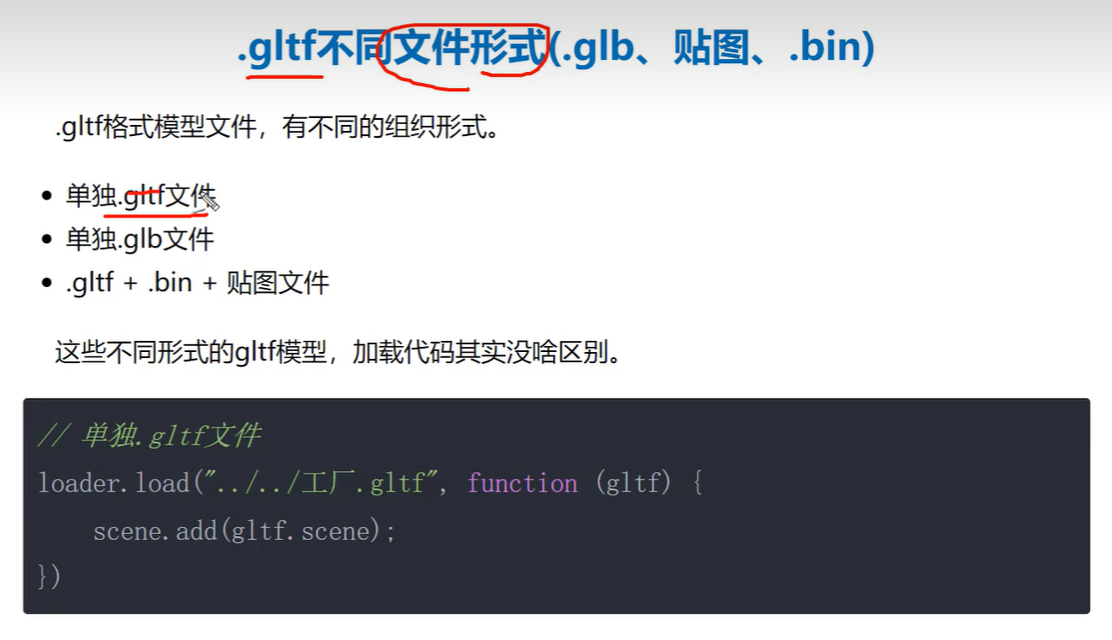 .gltf不同文件形式(.glb、贴图、.bin)
.gltf格式模型文件，有不同的组织形式。
• 单独.gltf文件
• 单独.glb文件
• .gltf + .bin + 贴图文件
这些不同形式的gltf模型，加载代码其实没啥区别。
// 单独.gltf文件
loader.load("../../工厂.gltf", function (gltf) {
    scene.add(gltf.scene);
})